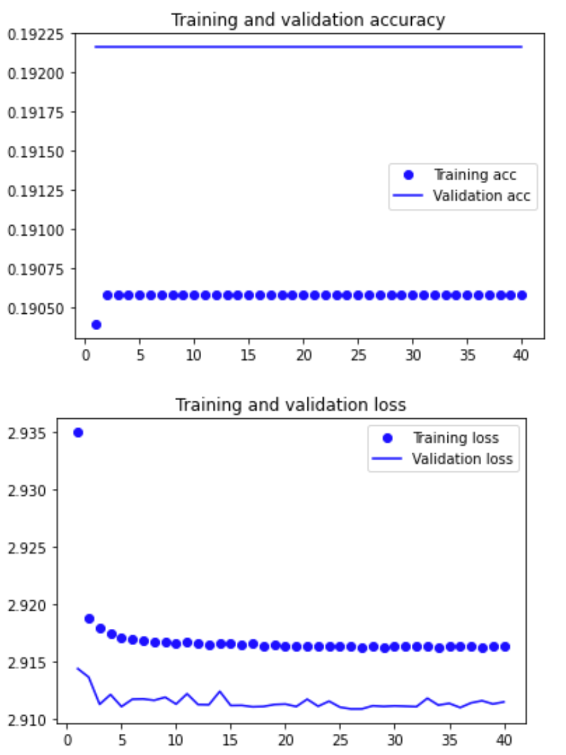 Training and validation accuracy
0.19225
0.19200
0.19175
0.19150
0.19125
0.19100
0.19075
0.19050
Training acc
Validation acc
0 5 10 15 20 25 30 35 40
Training and validation loss
2.935
2.930
2.925
2.920
2.915
2.910
Training loss
Validation loss
0 5 10 15 20 25 30 35 40